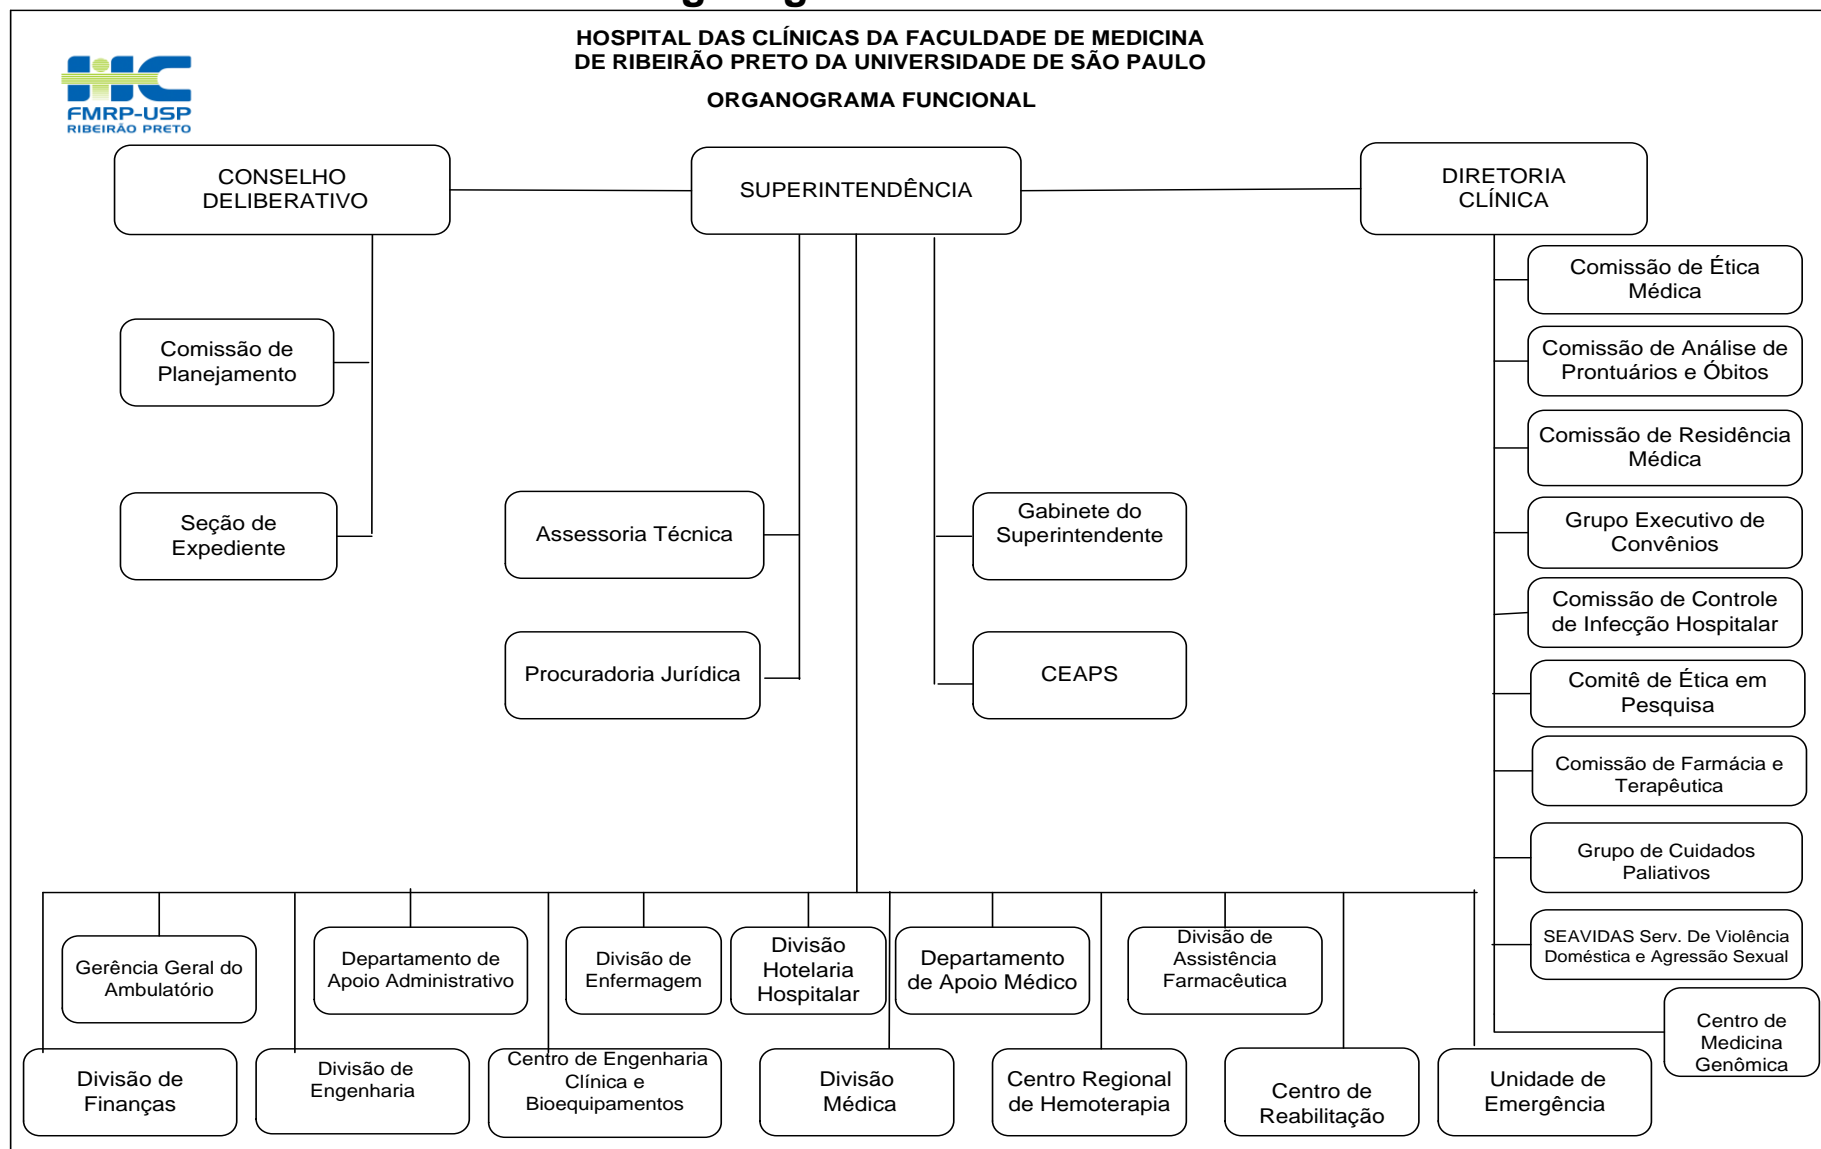 HOSPITAL DAS CLÍNICAS DA FACULDADE DE MEDICINA
DE RIBEIRÃO PRETO DA UNIVERSIDADE DE SÃO PAULO
ORGANOGRAMA FUNCIONAL
HC
FMRP-USP
RIBEIRÃO PRETO
CONSELHO
DELIBERATIVO
SUPERINTENDÊNCIA
DIRETORIA
CLÍNICA
Comissão de
Planejamento
Seção de
Expediente
Assessoria Técnica
Procuradoria Jurídica
Gabinete do
Superintendente
CEAPS
Comissão de Ética
Médica
Comissão de Análise de
Prontuários e Óbitos
Comissão de Residência
Médica
Grupo Executivo de
Convênios
Comissão de Controle
de Infecção Hospitalar
Comitê de Ética em
Pesquisa
Comissão de Farmácia e
Terapêutica
Grupo de Cuidados
Paliativos
SEAVIDAS Serv. De Violência
Doméstica e Agressão Sexual
Centro de
Medicina
Genômica
Gerência Geral do
Ambulatório
Departamento de
Apoio Administrativo
Divisão de
Enfermagem
Divisão
Hotelaria
Hospitalar
Departamento
de Apoio Médico
Divisão de
Assistência
Farmacêutica
Divisão de
Finanças
Divisão de
Engenharia
Centro de Engenharia
Clínica e
Bioequipamentos
Divisão
Médica
Centro Regional
de Hemoterapia
Centro de
Reabilitação
Unidade de
Emergência